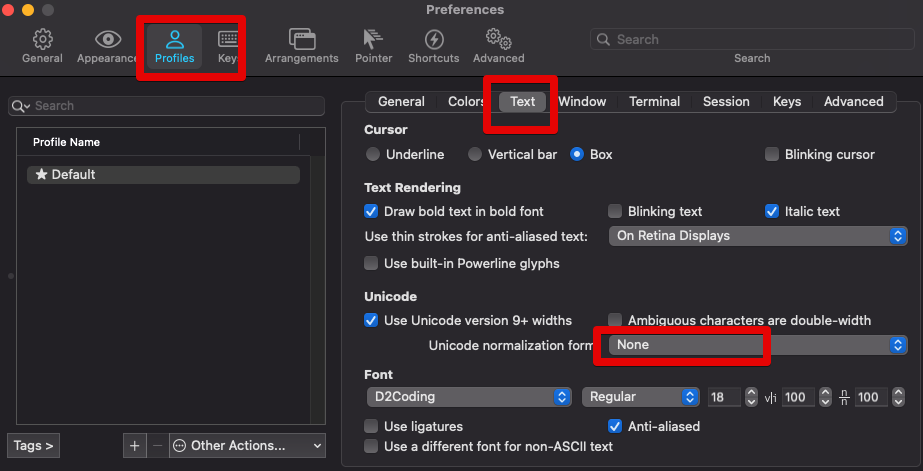 Preferences
General Appearance Profiles Keys Arrangements Pointer Shortcuts Advanced
Search
Search
Search
Profile Name
Default
Tags >
+ − Other Actions...
General Colors Text Window Terminal Session Keys Advanced
Cursor
Underline Vertical bar Box Blinking cursor
Text Rendering
Draw bold text in bold font Blinking text Italic text
Use thin strokes for anti-aliased text: On Retina Displays
Use built-in Powerline glyphs
Unicode
Use Unicode version 9+ widths Ambiguous characters are double-width
Unicode normalization form None
Font
D2Coding Regular 18 v|i 100 n/n 100
Use ligatures Anti-aliased
Use a different font for non-ASCII text